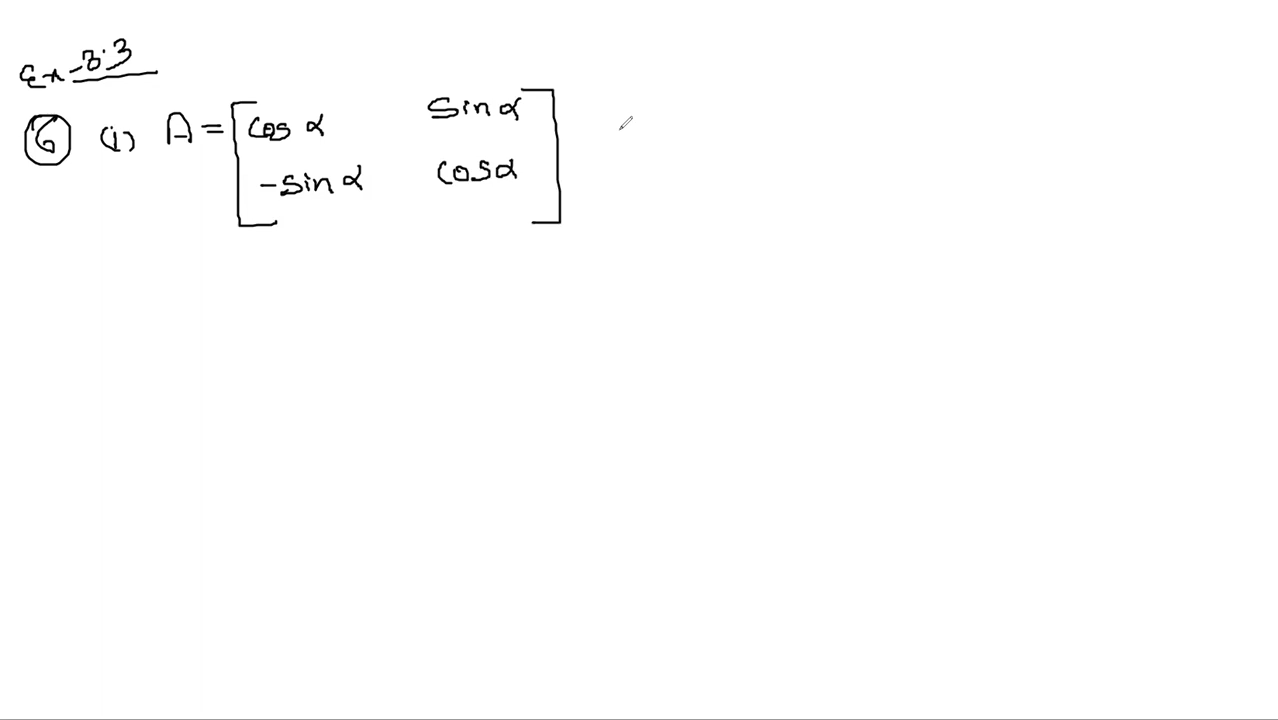 Ex-3.3
6 (i) A = [ cos α sin α
-sin α cos α ]